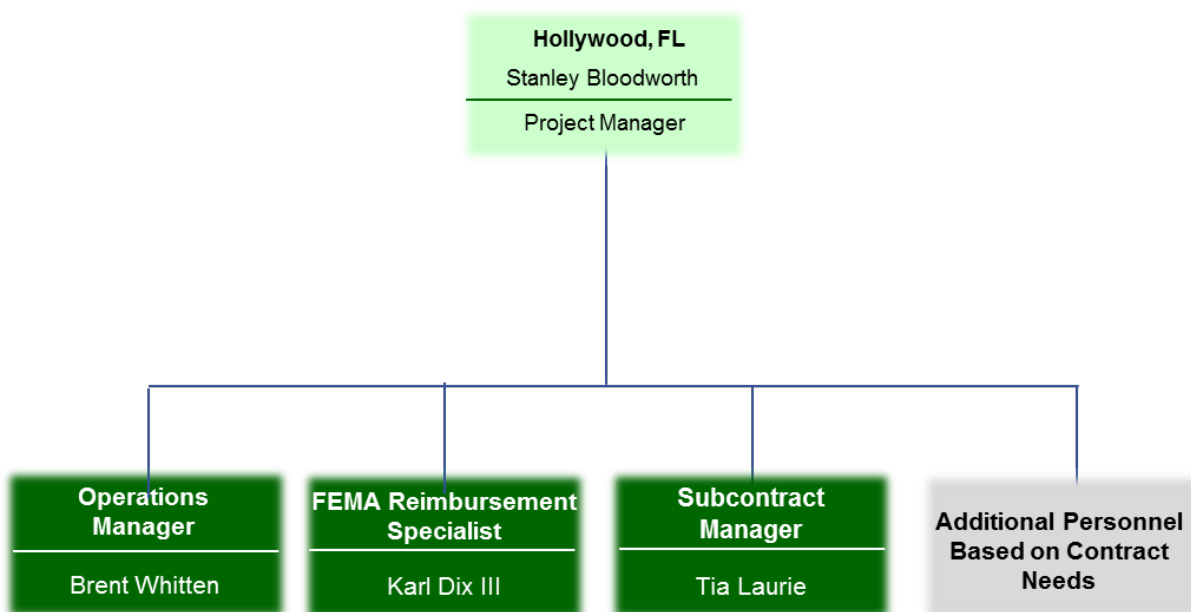 Hollywood, FL
Stanley Bloodworth
Project Manager
Operations
Manager
Brent Whitten
FEMA Reimbursement
Specialist
Karl Dix III
Subcontract
Manager
Tia Laurie
Additional Personnel
Based on Contract
Needs